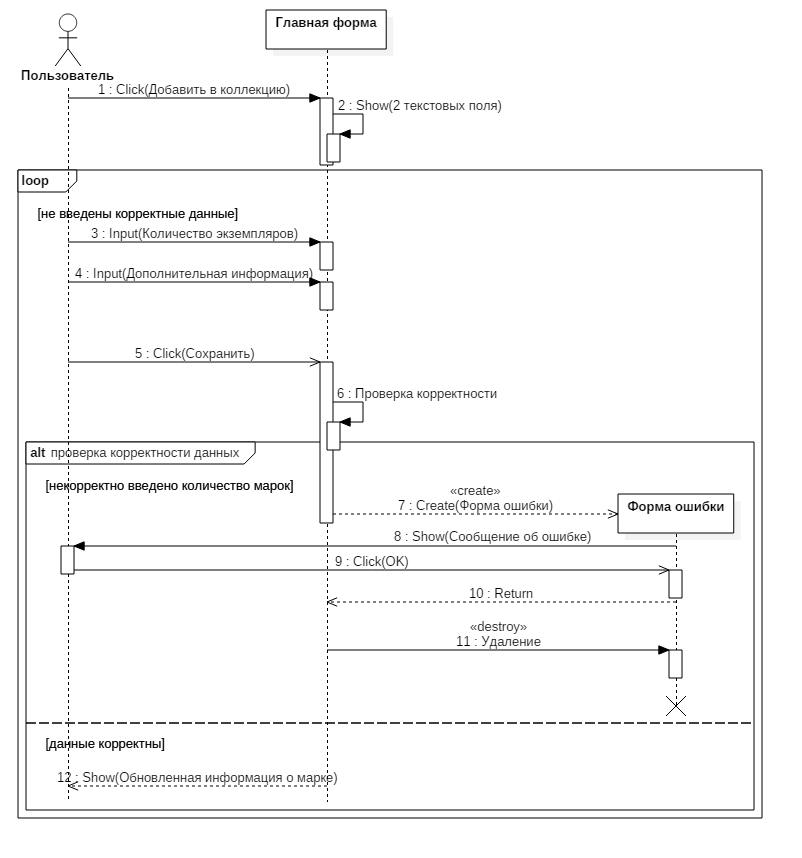 Главная форма
Пользователь
1 : Click(Добавить в коллекцию)
2 : Show(2 текстовых поля)
loop
[не введены корректные данные]
3 : Input(Количество экземпляров)
4 : Input(Дополнительная информация)
5 : Click(Сохранить)
6 : Проверка корректности
alt проверка корректности данных
[некорректно введено количество марок]
«create»
7 : Create(Форма ошибки)
Форма ошибки
8 : Show(Сообщение об ошибке)
9 : Click(OK)
10 : Return
«destroy»
11 : Удаление
[данные корректны]
12 : Show(Обновленная информация о марке)